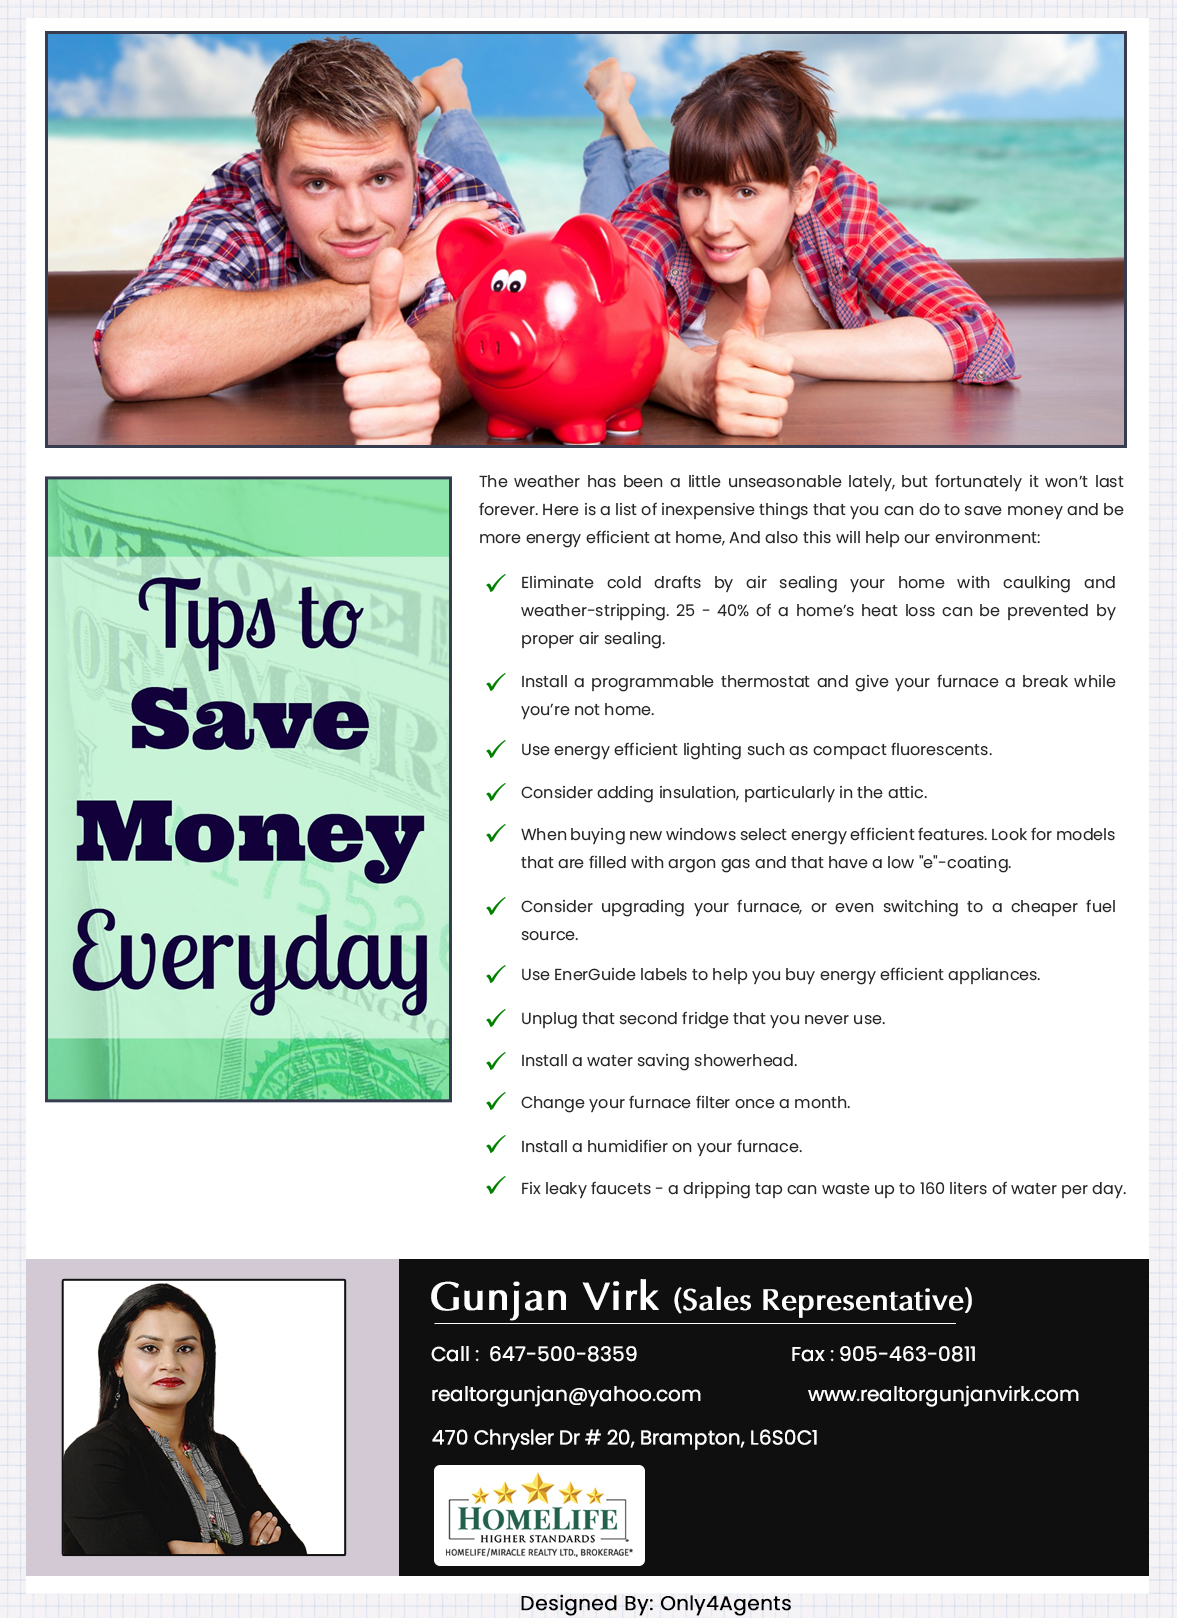 Tips to
Save
Money
Everyday
The weather has been a little unseasonable lately, but fortunately it won’t last
forever. Here is a list of inexpensive things that you can do to save money and be
more energy efficient at home, And also this will help our environment:
Eliminate cold drafts by air sealing your home with caulking and
weather-stripping. 25 - 40% of a home’s heat loss can be prevented by
proper air sealing.
Install a programmable thermostat and give your furnace a break while
you’re not home.
Use energy efficient lighting such as compact fluorescents.
Consider adding insulation, particularly in the attic.
When buying new windows select energy efficient features. Look for models
that are filled with argon gas and that have a low "e"-coating.
Consider upgrading your furnace, or even switching to a cheaper fuel
source.
Use EnerGuide labels to help you buy energy efficient appliances.
Unplug that second fridge that you never use.
Install a water saving showerhead.
Change your furnace filter once a month.
Install a humidifier on your furnace.
Fix leaky faucets - a dripping tap can waste up to 160 liters of water per day.
Gunjan Virk (Sales Representative)
Call : 647-500-8359 Fax : 905-463-0811
realtorgunjan@yahoo.com www.realtorgunjanvirk.com
470 Chrysler Dr # 20, Brampton, L6S0C1
HOMELIFE
HIGHER STANDARDS
HOMELIFE/MIRACLE REALTY LTD., BROKERAGE*
Designed By: Only4Agents